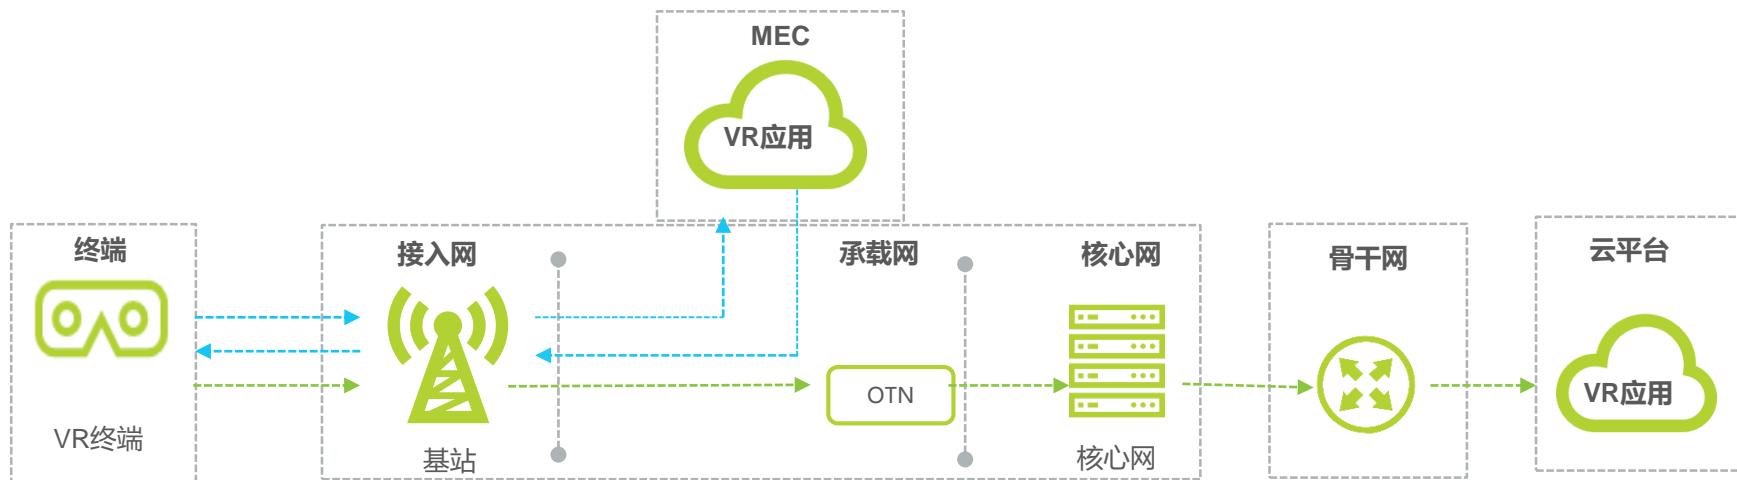 MEC
VR应用
终端
接入网
承载网
核心网
骨干网
云平台
OTN
VR应用
VR终端
基站
核心网